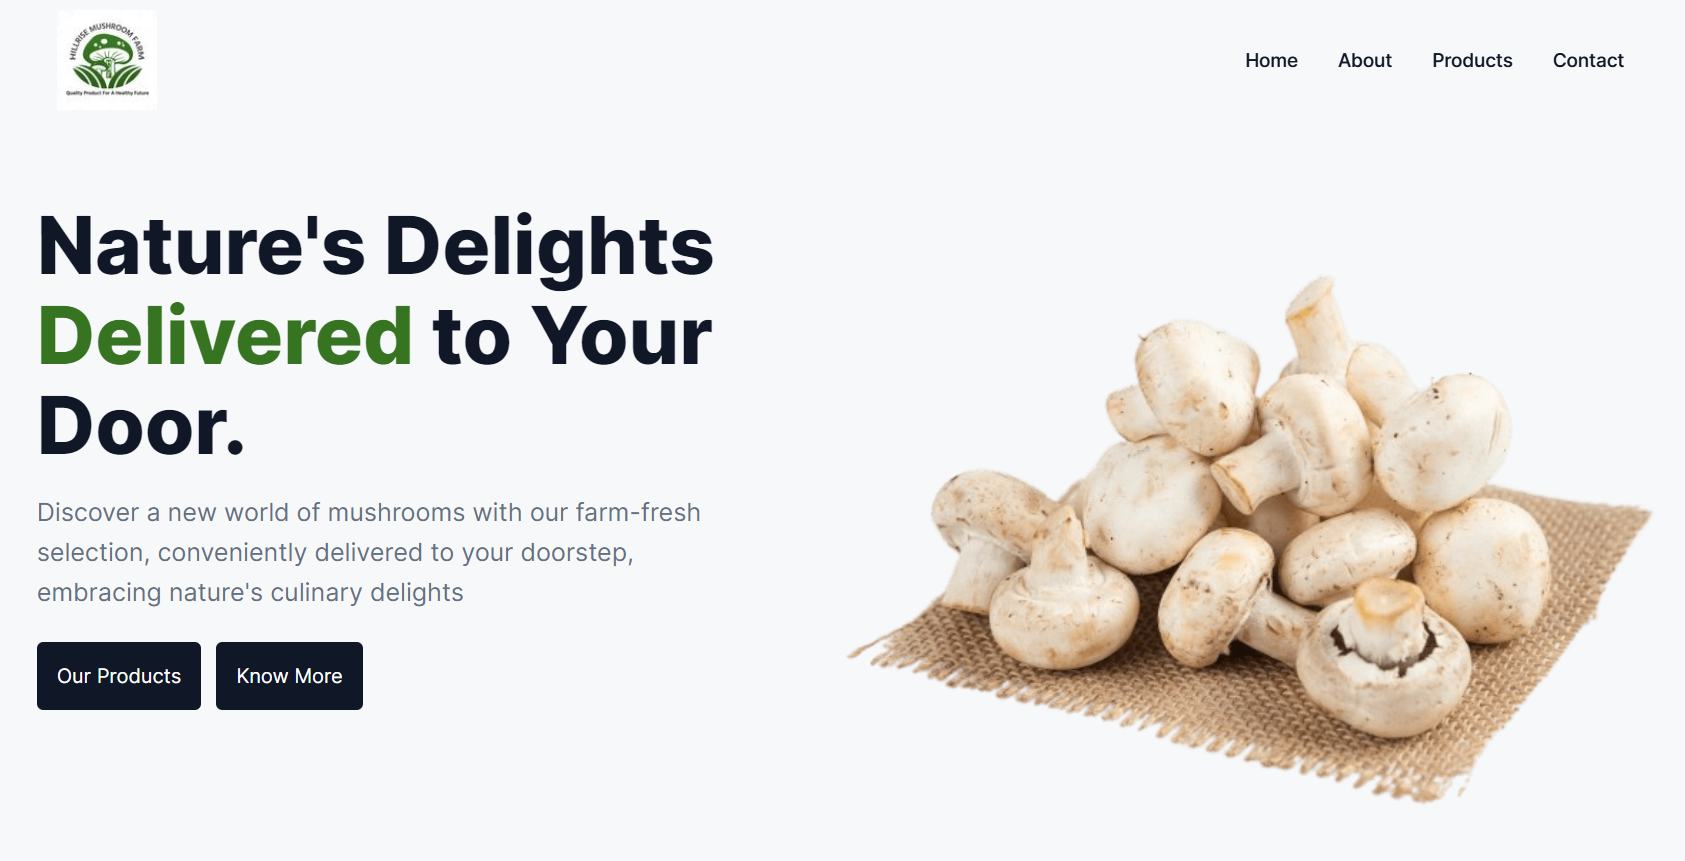 HILLRISE MUSHROOM FARM
Quality Product For A Healthy Future
Home About Products Contact
Nature's Delights
Delivered to Your
Door.
Discover a new world of mushrooms with our farm-fresh
selection, conveniently delivered to your doorstep,
embracing nature's culinary delights
Our Products Know More